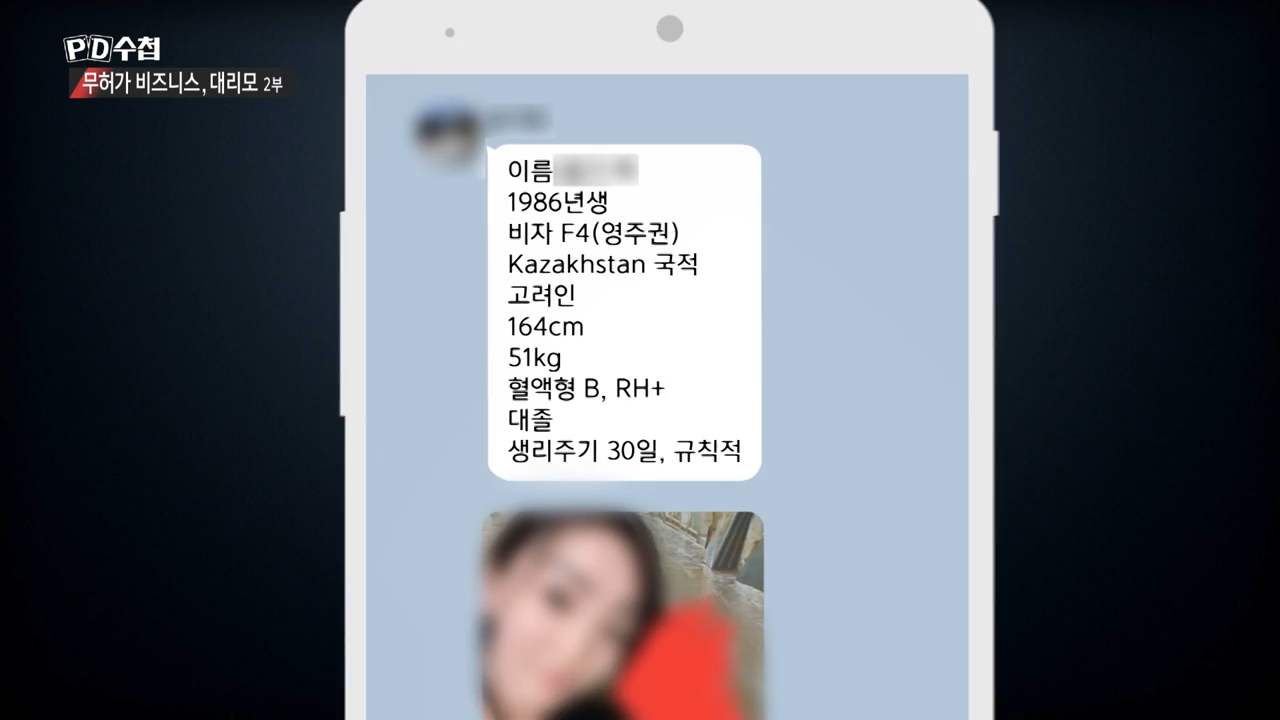 PD수첩
무허가 비즈니스, 대리모 2부
이름
1986년생
비자 F4(영주권)
Kazakhstan 국적
고려인
164cm
51kg
혈액형 B, RH+
대졸
생리주기 30일, 규칙적